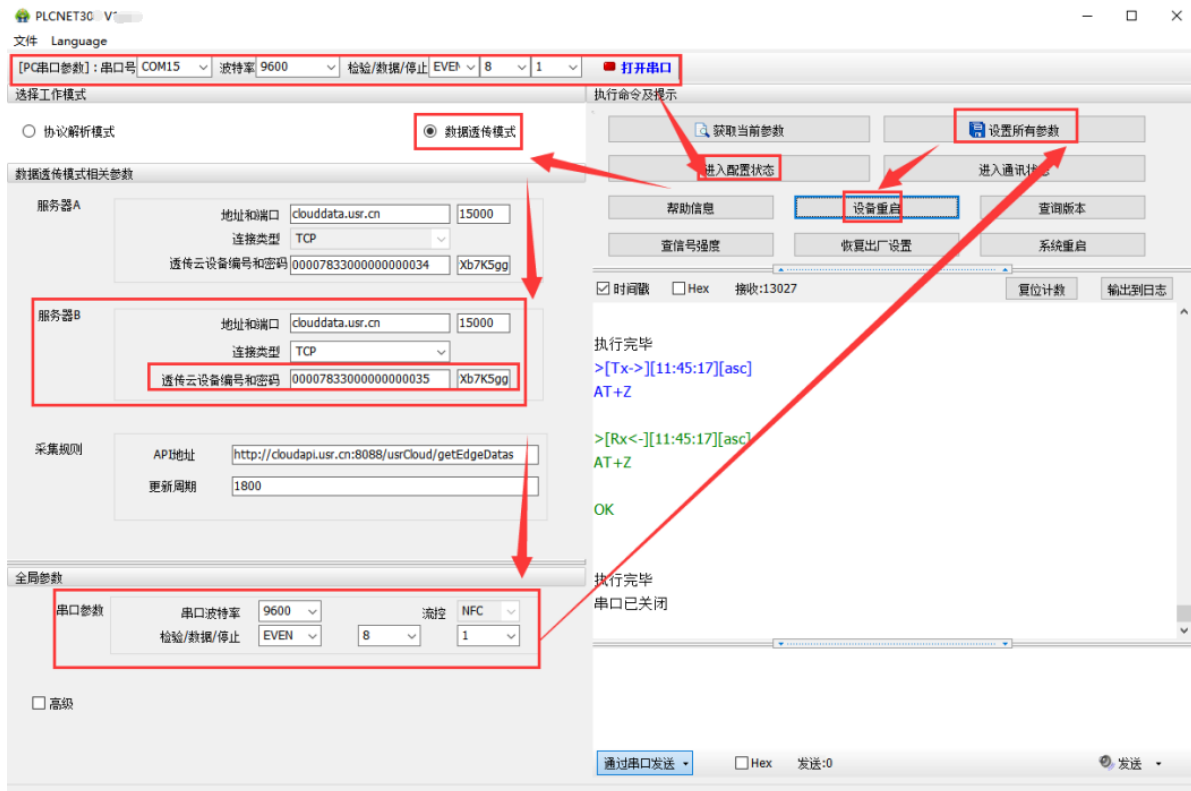 PLCNET30
文件 Language
[PC串口参数]：串口号 COM15 波特率 9600 检验/数据/停止 EVEN 8 1 打开串口
选择工作模式
协议解析模式 数据透传模式
数据透传模式相关参数
服务器A
地址和端口 clouddata.usr.cn 15000
连接类型 TCP
透传云设备编号和密码 00007833000000000034 Xb7K5gg
服务器B
地址和端口 clouddata.usr.cn 15000
连接类型 TCP
透传云设备编号和密码 00007833000000000035 Xb7K5gg
采集规则
API地址 http://cloudapi.usr.cn:8088/usrCloud/getEdgeDatas
更新周期 1800
全局参数
串口参数
串口波特率 9600 流控 NFC
检验/数据/停止 EVEN 8 1
高级
执行命令及提示
获取当前参数 设置所有参数
进入配置状态 进入通讯状态
帮助信息 设备重启 查询版本
查信号强度 恢复出厂设置 系统重启
时间戳 Hex 接收:13027 复位计数 输出到日志
执行完毕
>[Tx->][11:45:17][asc]
AT+Z
>[Rx<-][11:45:17][asc]
AT+Z
OK
执行完毕
串口已关闭
通过串口发送 Hex 发送:0 发送